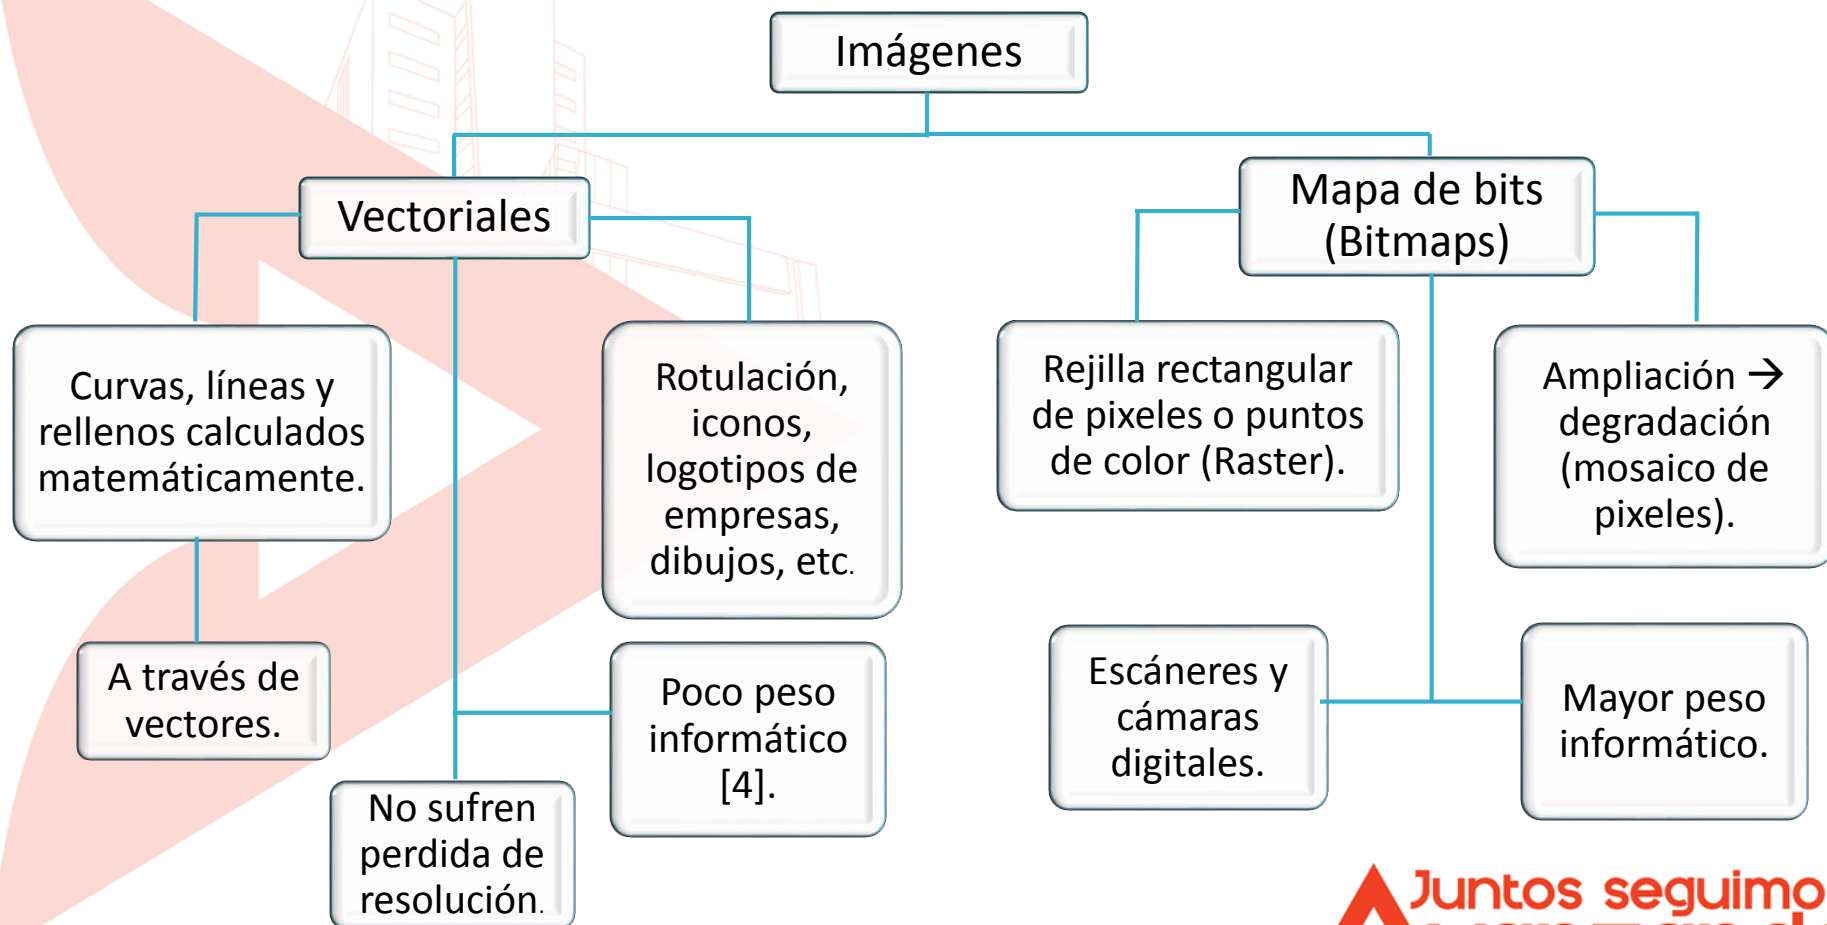 Imágenes
Vectoriales
Mapa de bits
(Bitmaps)
Curvas, líneas y
rellenos calculados
matemáticamente.
Rotulación,
iconos,
logotipos de
empresas,
dibujos, etc.
Rejilla rectangular
de pixeles o puntos
de color (Raster).
Ampliación →
degradación
(mosaico de
pixeles).
A través de
vectores.
Poco peso
informático
[4].
No sufren
perdida de
resolución.
Escáneres y
cámaras
digitales.
Mayor peso
informático.
Juntos seguimo